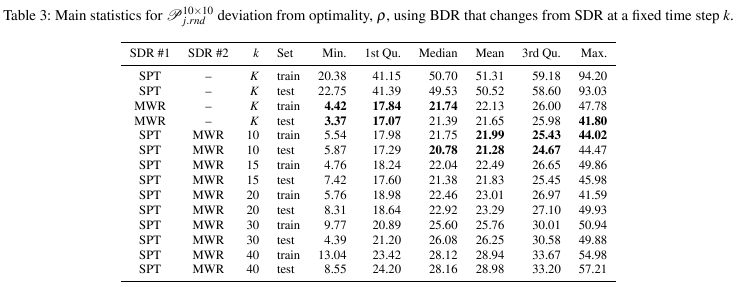 Table 3: Main statistics for 𝒫_{j.rnd}^{10×10} deviation from optimality, ρ, using BDR that changes from SDR at a fixed time step k.
SDR #1 SDR #2 k Set Min. 1st Qu. Median Mean 3rd Qu. Max.
SPT – K train 20.38 41.15 50.70 51.31 59.18 94.20
SPT – K test 22.75 41.39 49.53 50.52 58.60 93.03
MWR – K train 4.42 17.84 21.74 22.13 26.00 47.78
MWR – K test 3.37 17.07 21.39 21.65 25.98 41.80
SPT MWR 10 train 5.54 17.98 21.75 21.99 25.43 44.02
SPT MWR 10 test 5.87 17.29 20.78 21.28 24.67 44.47
SPT MWR 15 train 4.76 18.24 22.04 22.49 26.65 49.86
SPT MWR 15 test 7.42 17.60 21.38 21.83 25.45 45.98
SPT MWR 20 train 5.76 18.98 22.46 23.01 26.97 41.59
SPT MWR 20 test 8.31 18.64 22.92 23.29 27.10 49.93
SPT MWR 30 train 9.77 20.89 25.60 25.76 30.01 50.94
SPT MWR 30 test 4.39 21.20 26.08 26.25 30.58 49.88
SPT MWR 40 train 13.04 23.42 28.12 28.94 33.67 54.98
SPT MWR 40 test 8.55 24.20 28.16 28.98 33.20 57.21